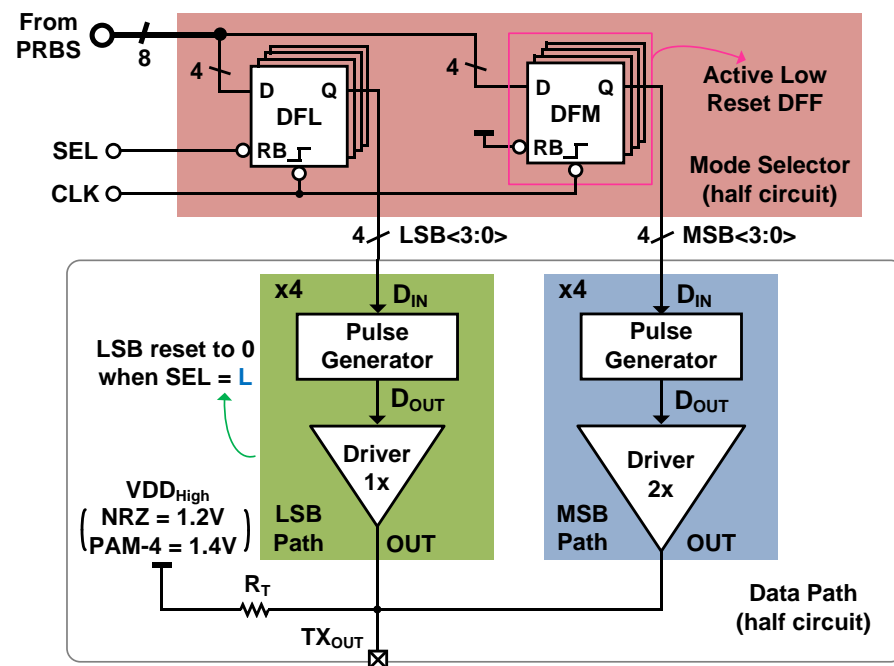 From
PRBS
8
4
D
Q
DFL
RB
4
D
Q
DFM
RB
Active Low
Reset DFF
SEL
CLK
Mode Selector
(half circuit)
4
LSB<3:0>
4
MSB<3:0>
x4
DIN
Pulse
Generator
DOUT
Driver
1x
LSB
Path
OUT
x4
DIN
Pulse
Generator
DOUT
Driver
2x
MSB
Path
OUT
LSB reset to 0
when SEL = L
VDDHigh
NRZ = 1.2V
PAM-4 = 1.4V
RT
TXOUT
Data Path
(half circuit)